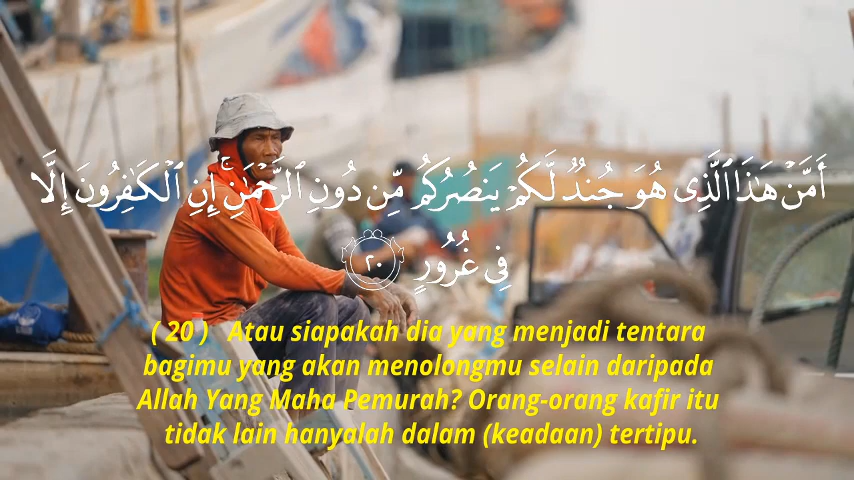 أَمَّنْ هَٰذَا ٱلَّذِى هُوَ جُندٌ لَّكُمْ يَنصُرُكُم مِّن دُونِ ٱلرَّحْمَٰنِ ۚ إِنِ ٱلْكَٰفِرُونَ إِلَّا
فِى غُرُورٍ ٢٠
( 20 ) Atau siapakah dia yang menjadi tentara
bagimu yang akan menolongmu selain daripada
Allah Yang Maha Pemurah? Orang-orang kafir itu
tidak lain hanyalah dalam (keadaan) tertipu.